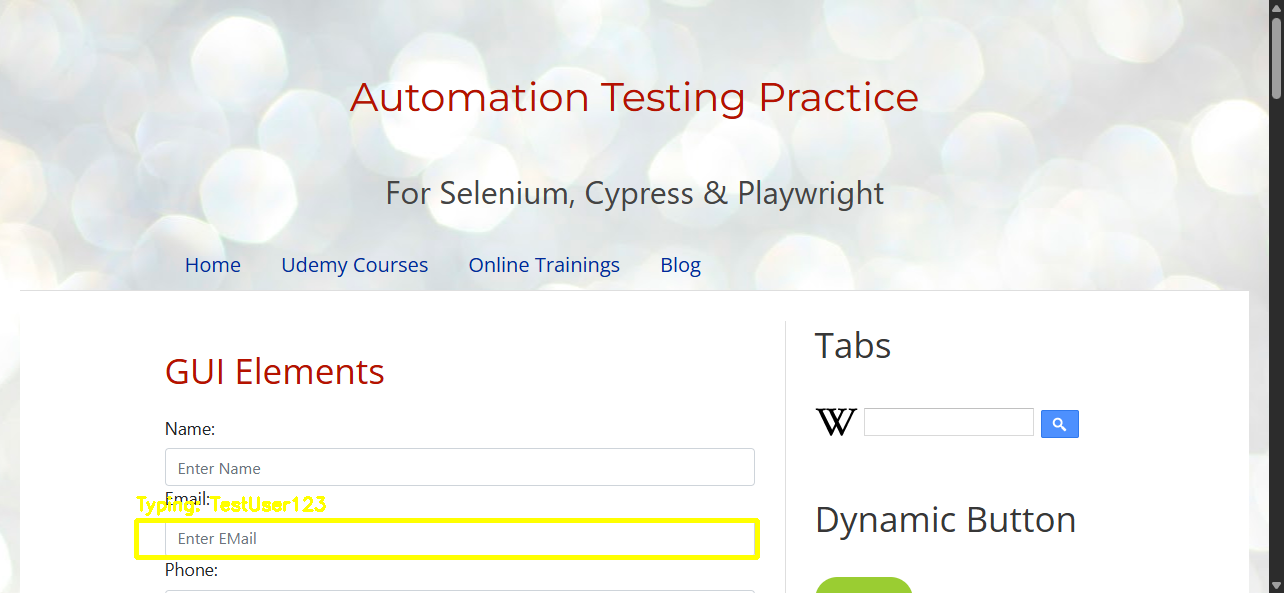 Automation Testing Practice
For Selenium, Cypress & Playwright
Home Udemy Courses Online Trainings Blog
GUI Elements
Name:
Enter Name
Email:
Typing: TestUser123
Enter EMail
Phone:
Tabs
W
Dynamic Button